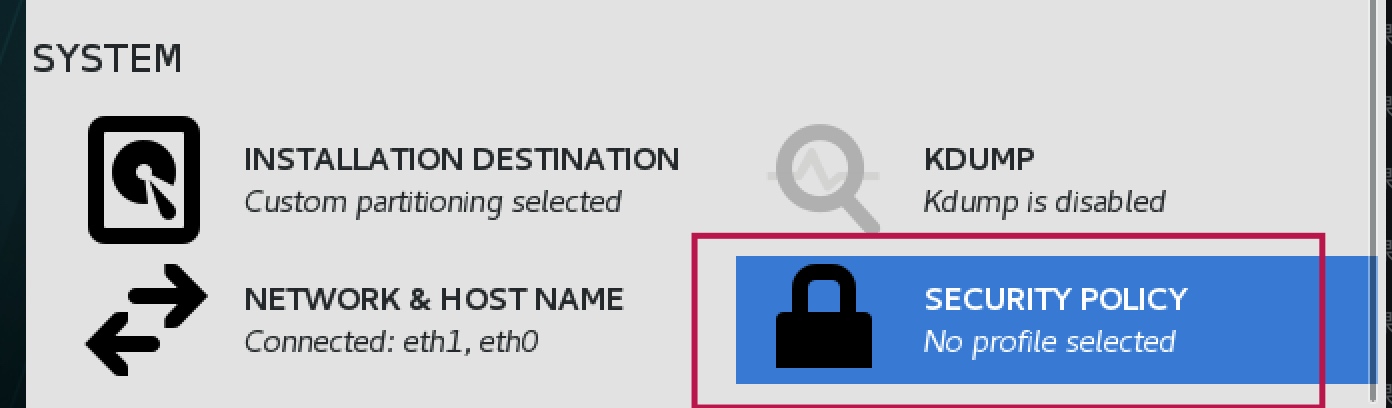 SYSTEM
INSTALLATION DESTINATION
Custom partitioning selected
KDUMP
Kdump is disabled
NETWORK & HOST NAME
Connected: eth1, eth0
SECURITY POLICY
No profile selected